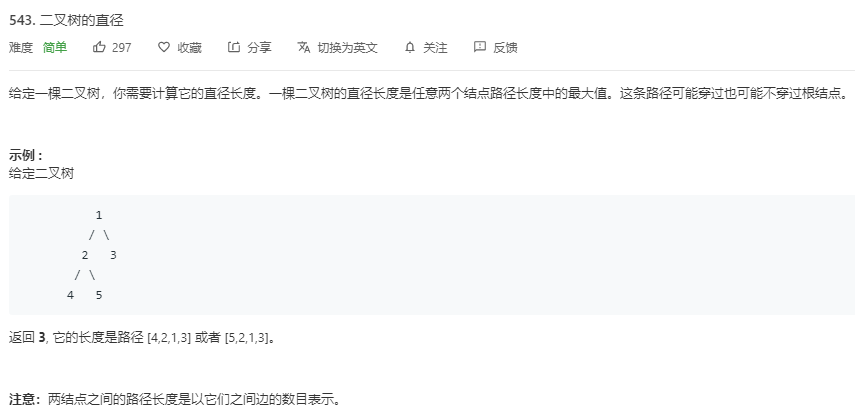 543. 二叉树的直径
难度 简单 297 收藏 分享 切换为英文 关注 反馈
给定一棵二叉树，你需要计算它的直径长度。一棵二叉树的直径长度是任意两个结点路径长度中的最大值。这条路径可能穿过也可能不穿过根结点。
示例 :
给定二叉树
1
/ \
2 3
/ \
4 5
返回 3, 它的长度是路径 [4,2,1,3] 或者 [5,2,1,3]。
注意：两结点之间的路径长度是以它们之间边的数目表示。